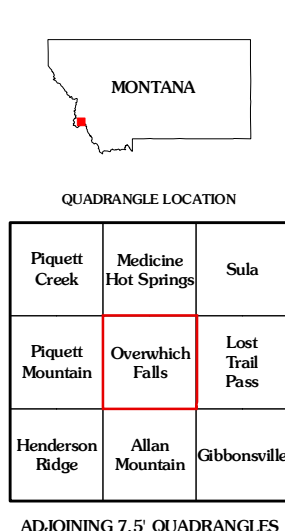 MONTANA
QUADRANGLE LOCATION
Piquett
Creek
Medicine
Hot Springs
Sula
Piquett
Mountain
Overwhich
Falls
Lost
Trail
Pass
Henderson
Ridge
Allan
Mountain
Gibbonsville
ADJOINING 7.5' QUADRANGLES